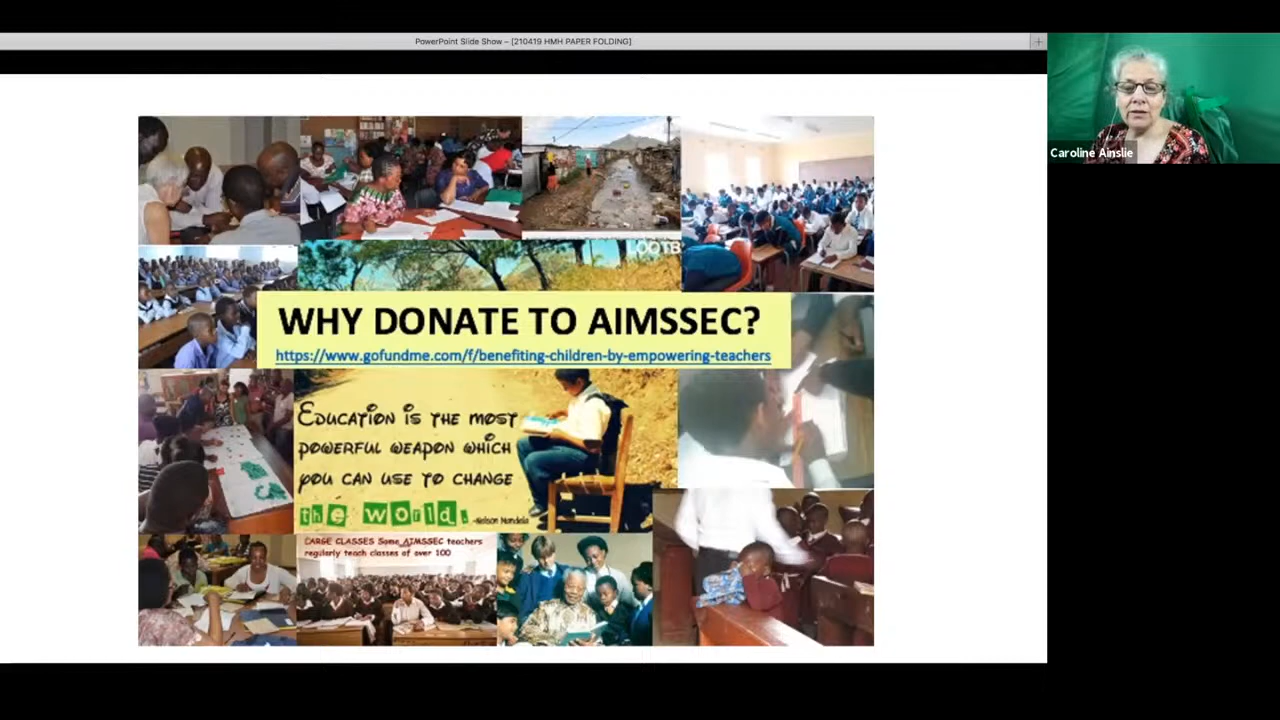 PowerPoint Slide Show – [210419 HMH PAPER FOLDING]
Caroline Ainslie
LOOTB
WHY DONATE TO AIMSSEC?
https://www.gofundme.com/f/benefiting-children-by-empowering-teachers
EDUCATION IS THE MOST
POWERFUL WEAPON WHICH
YOU CAN USE TO CHANGE
the world.
-Nelson Mandela
LARGE CLASSES Some AIMSSEC teachers
regularly teach classes of over 100